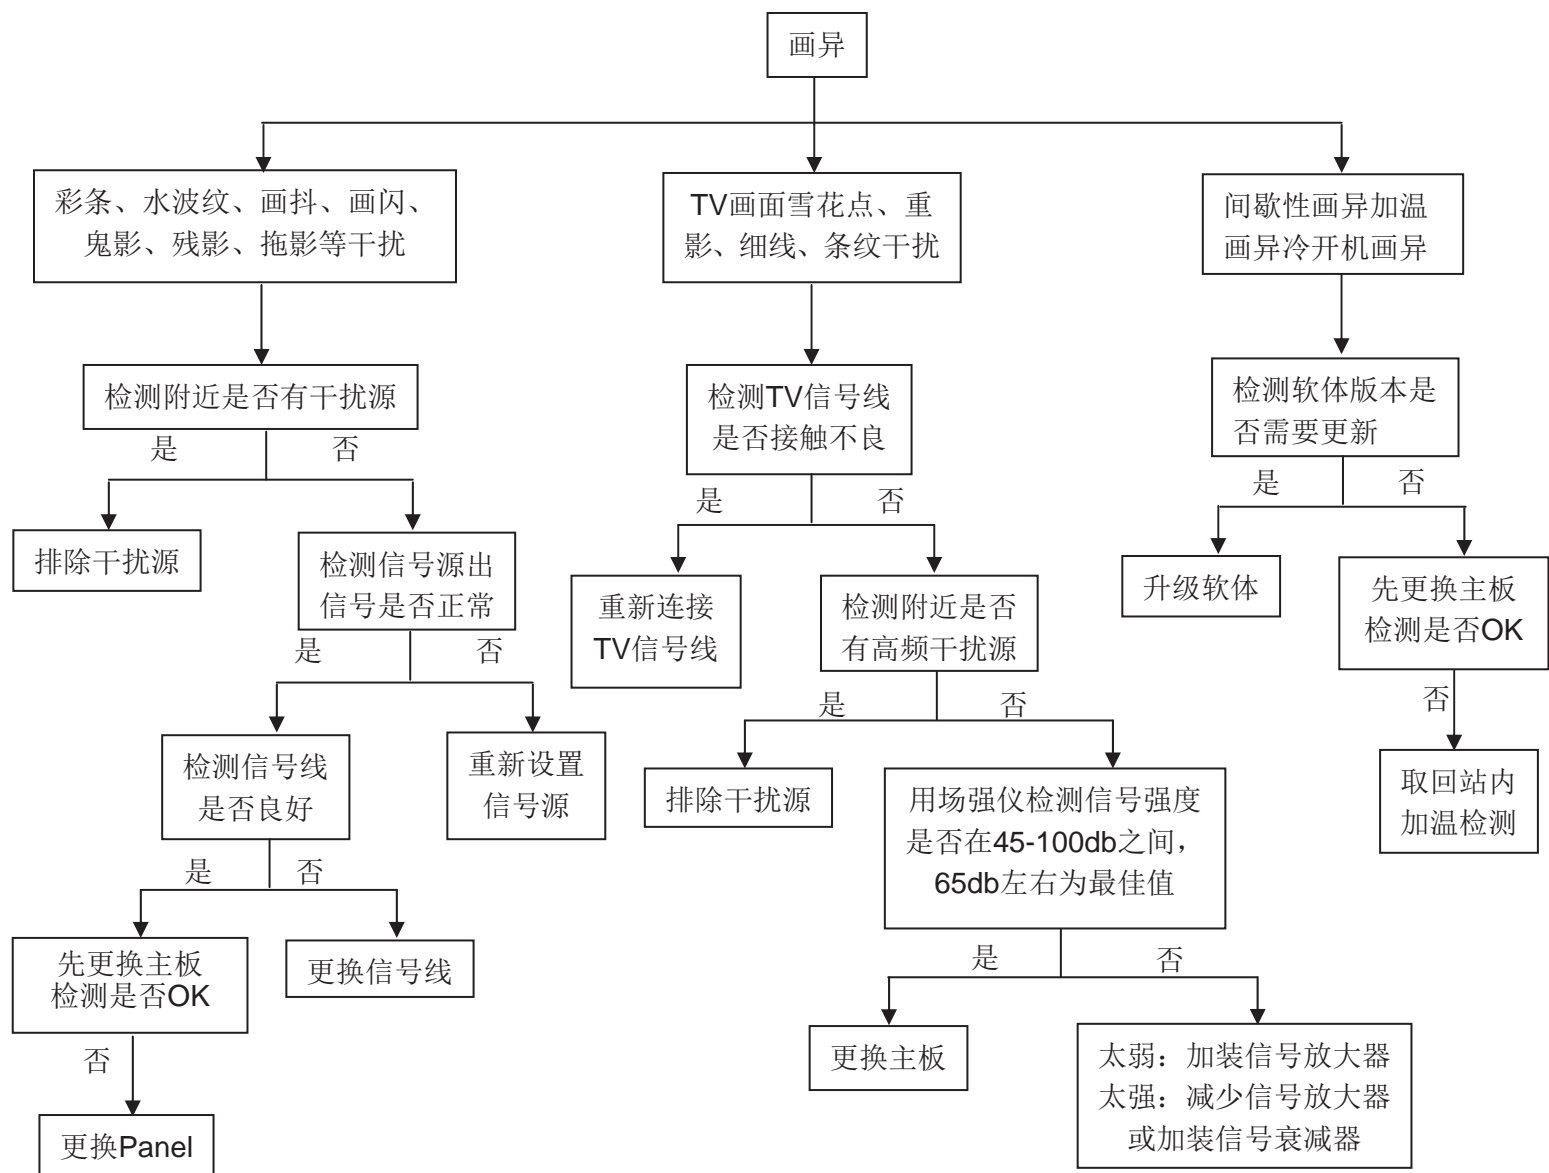 画异
彩条、水波纹、画抖、画闪、
鬼影、残影、拖影等干扰
TV画面雪花点、重
影、细线、条纹干扰
间歇性画异加温
画异冷开机画异
检测附近是否有干扰源
检测TV信号线
是否接触不良
检测软体版本是
否需要更新
是
否
是
否
是
否
排除干扰源
检测信号源出
信号是否正常
重新连接
TV信号线
检测附近是否
有高频干扰源
升级软体
先更换主板
检测是否OK
是
否
是
否
否
检测信号线
是否良好
重新设置
信号源
排除干扰源
用场强仪检测信号强度
是否在45-100db之间，
65db左右为最佳值
取回站内
加温检测
是
否
是
否
先更换主板
检测是否OK
更换信号线
更换主板
太弱：加装信号放大器
太强：减少信号放大器
或加装信号衰减器
否
更换Panel